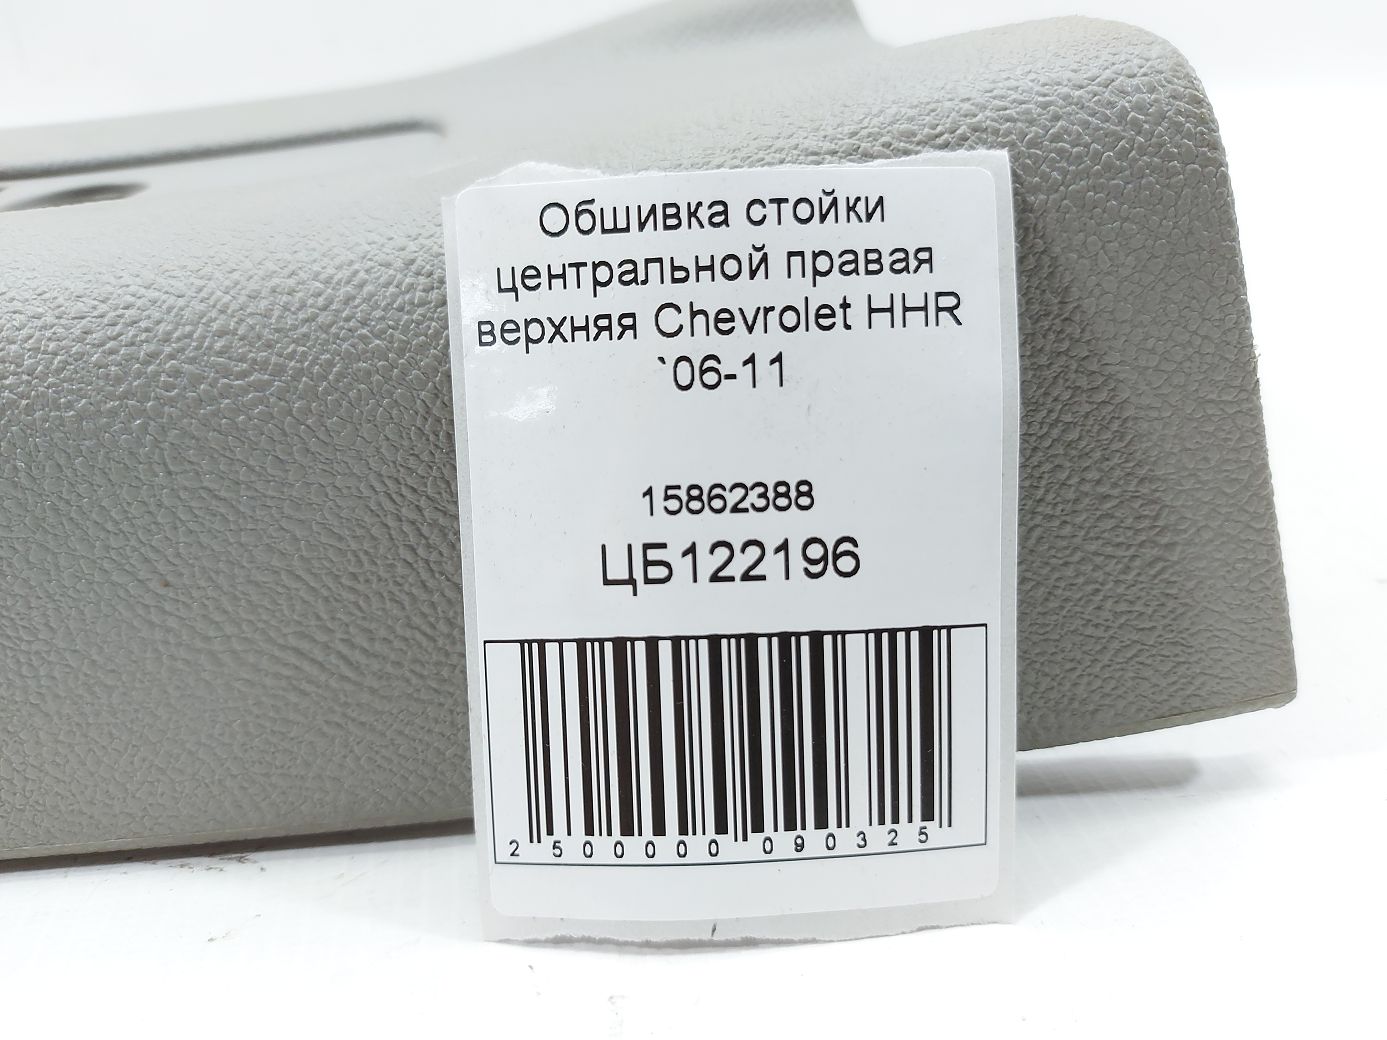 Обшивка стойки
центральной правая
верхняя Chevrolet HHR
`06-11
15862388
ЦБ122196
2 500000 090325